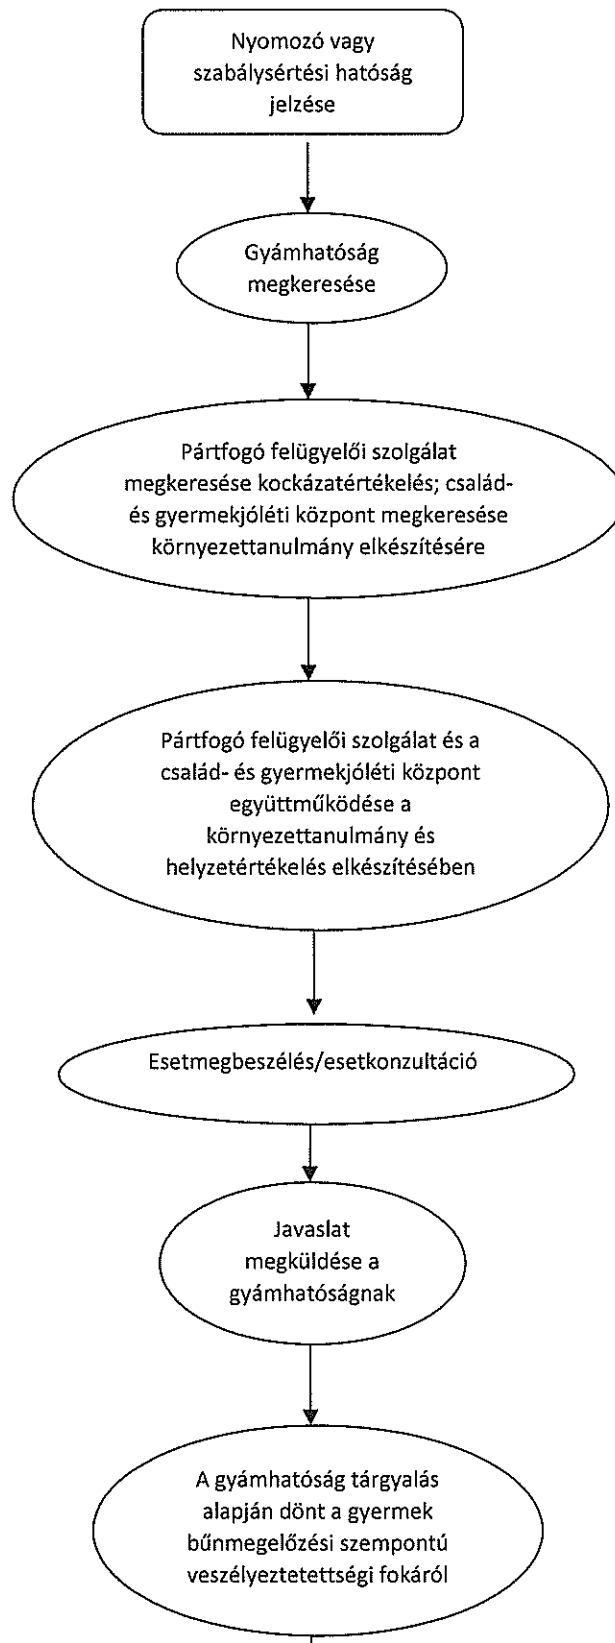 Nyomozó vagy
szabálysértési hatóság
jelzése
Gyámhatóság
megkeresése
Pártfogó felügyelői szolgálat
megkeresése kockázatértékelés; család-
és gyermekjóléti központ megkeresése
környezettanulmány elkészítésére
Pártfogó felügyelői szolgálat és a
család- és gyermekjóléti központ
együttműködése a
környezettanulmány és
helyzetértékelés elkészítésében
Esetmegbeszélés/esetkonzultáció
Javaslat
megküldése a
gyámhatóságnak
A gyámhatóság tárgyalás
alapján dönt a gyermek
bűnmegelőzési szempontú
veszélyeztetettségi fokáról